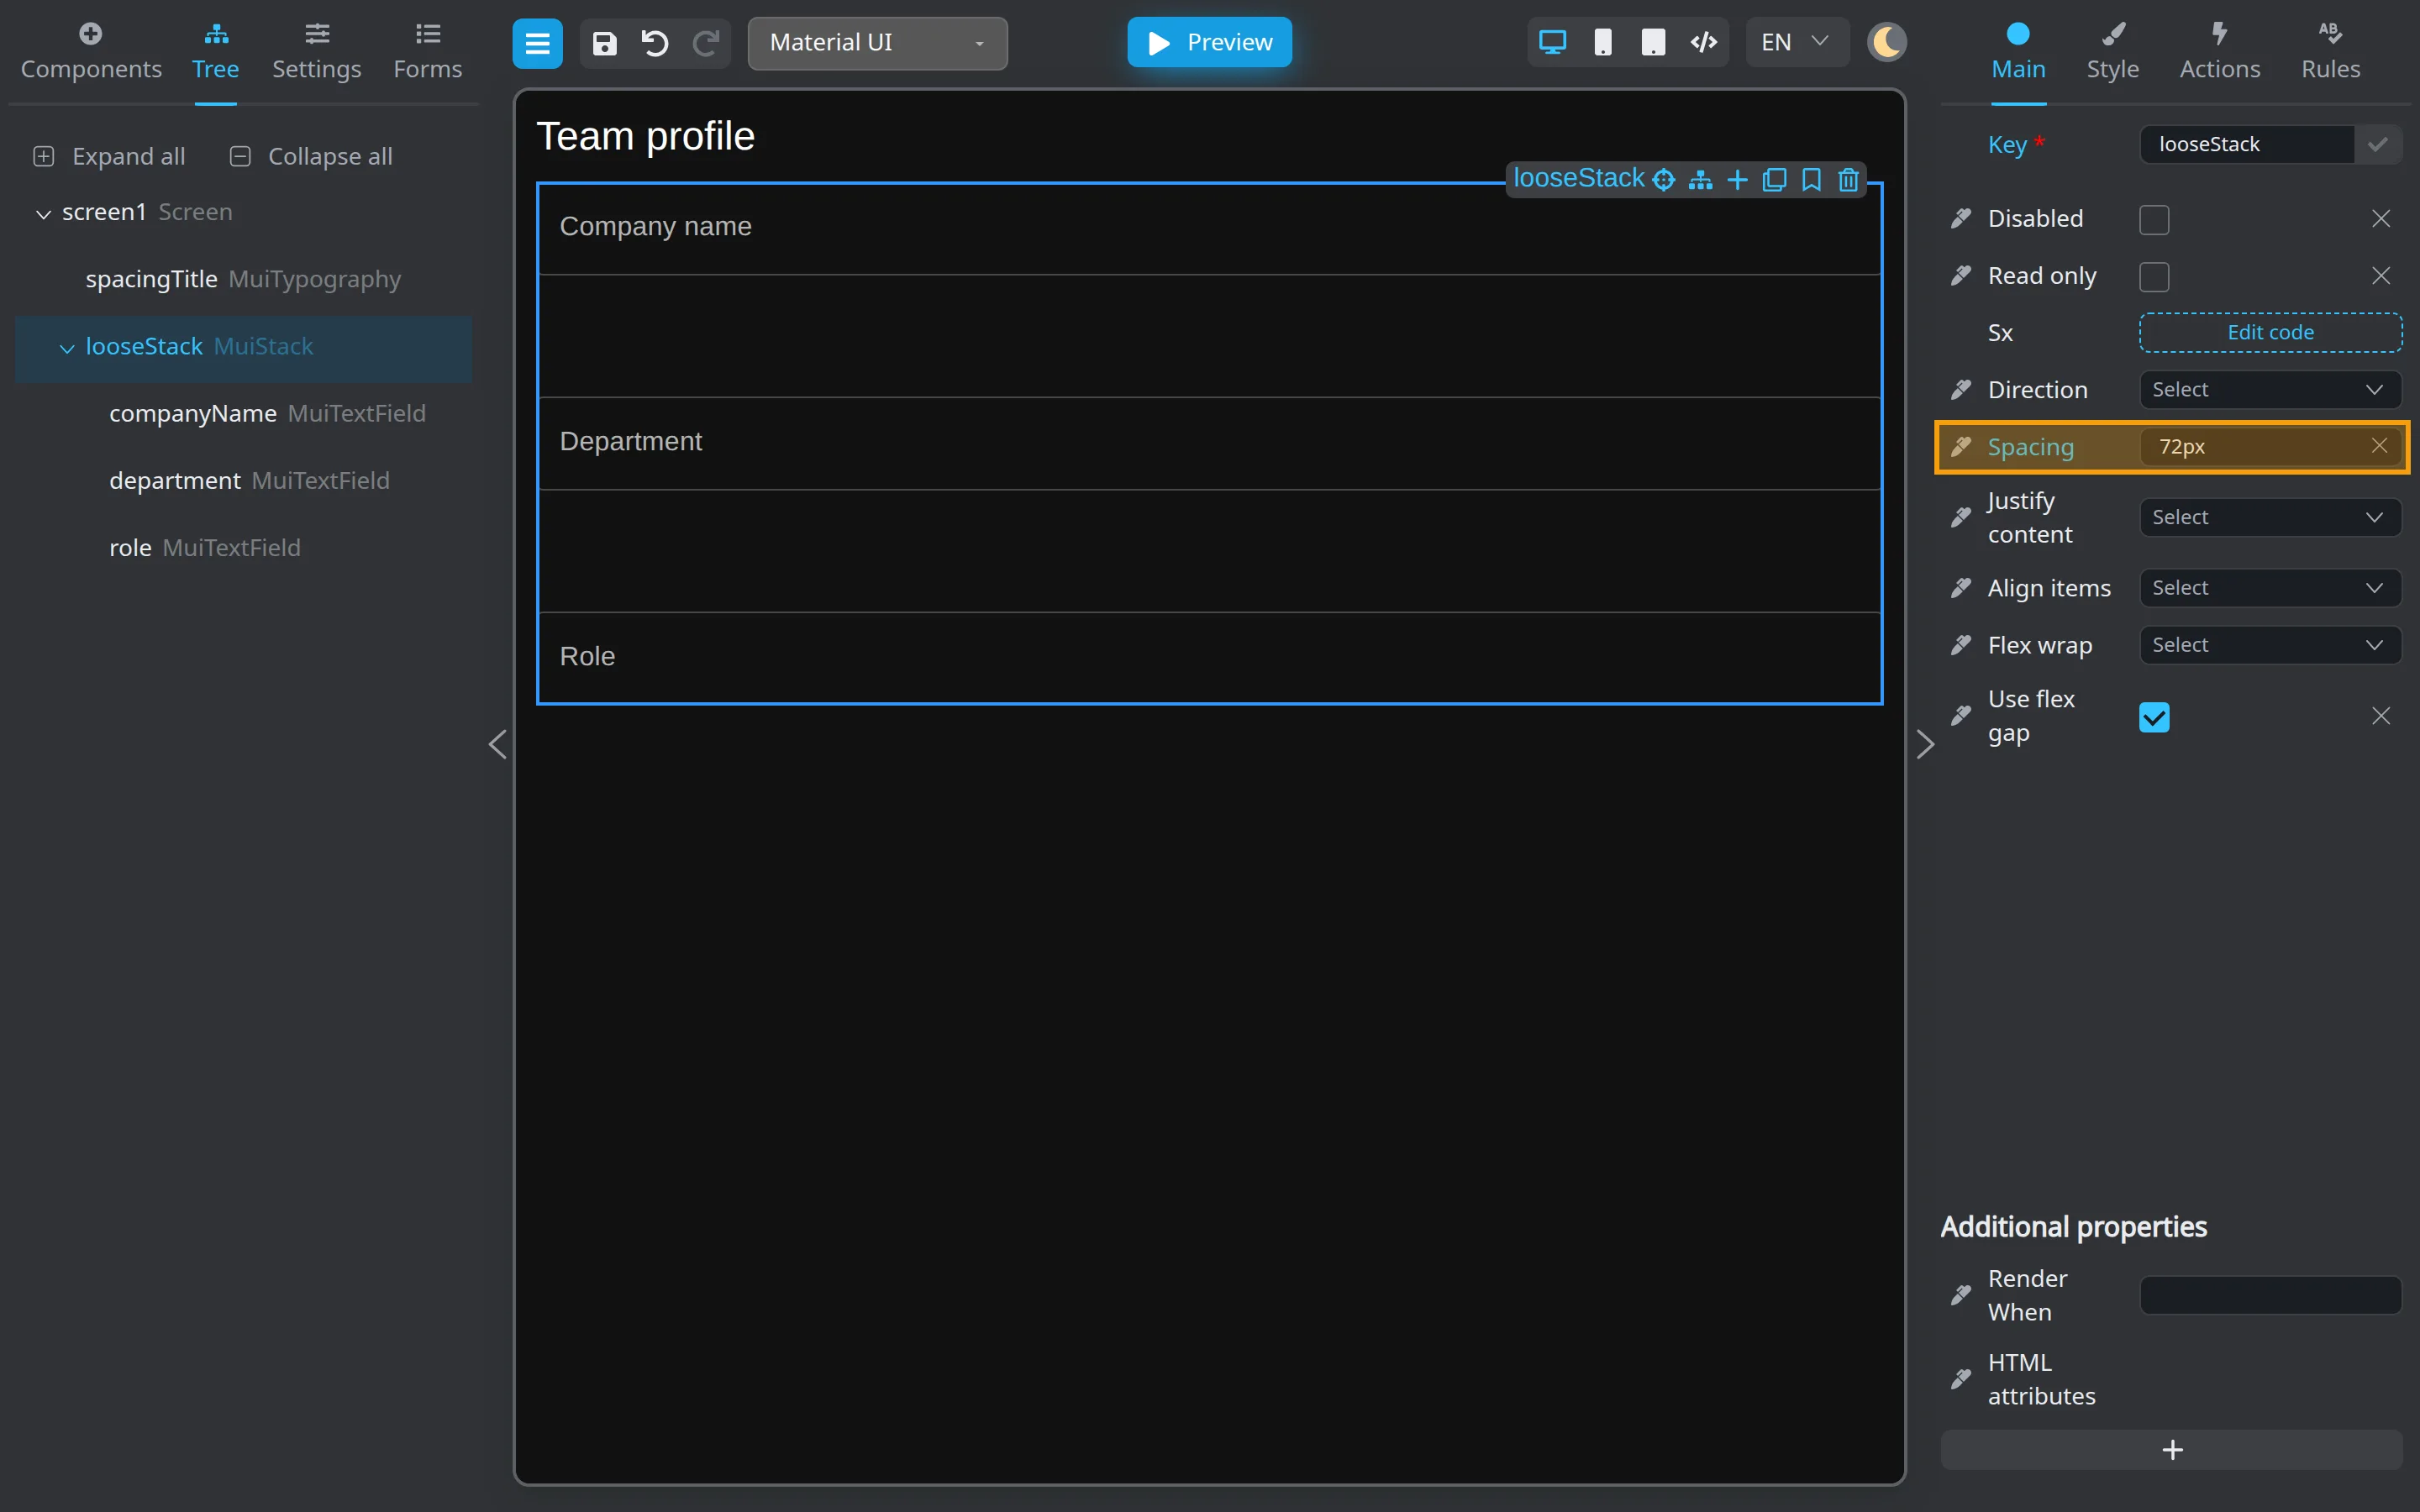 Components
Tree
Settings
Forms
Material UI
Preview
EN
Main
Style
Actions
AB
Rules
Expand all
Collapse all
screen1 Screen
spacingTitle MuiTypography
looseStack MuiStack
companyName MuiTextField
department MuiTextField
role MuiTextField
Team profile
looseStack
Company name
Department
Role
Key *
looseStack
Disabled
Read only
Sx
Edit code
Direction
Select
Spacing
72px
Justify
content
Select
Align items
Select
Flex wrap
Select
Use flex
gap
Additional properties
Render
When
HTML
attributes